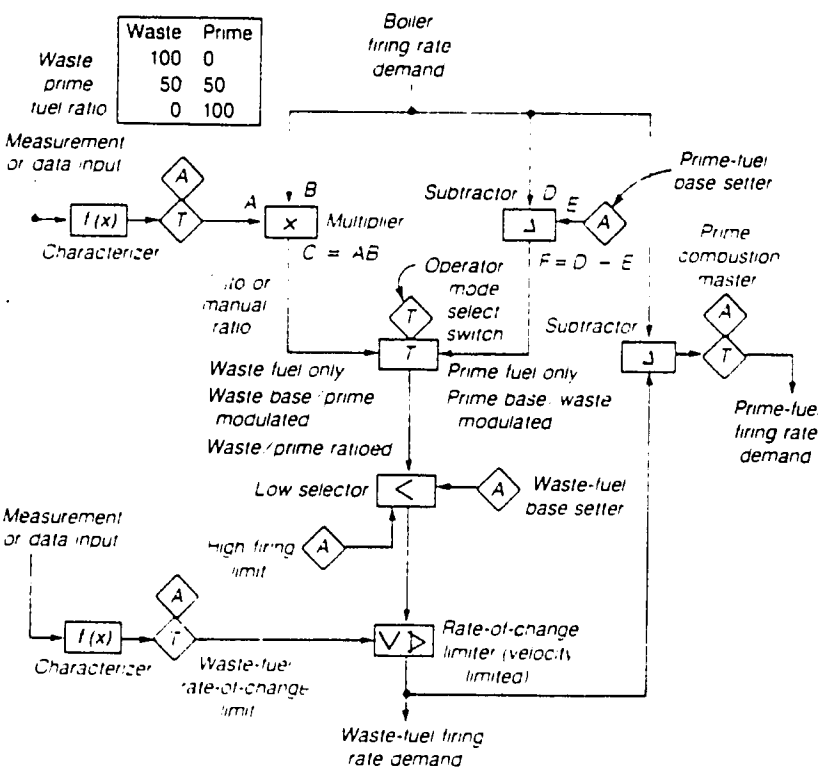 Waste Prime
Waste 100 0
prime 50 50
fuel ratio 0 100
Boiler
firing rate
demand
Measurement
or data input
A
T
f(x)
Characterizer
A
B
×
Multiplier
C = AB
Subtractor
D
E
Δ
A
Prime-fuel
base setter
F = D − E
manual
ratio
Operator
mode
select
switch
T
T
Prime
combustion
master
Subtractor
Δ
A
T
Prime-fuel
firing rate
demand
Waste fuel only
Waste base/prime
modulated
Waste/prime ratioed
Prime fuel only
Prime base/waste
modulated
Low selector
<
A
Waste-fuel
base setter
High firing
limit
A
Measurement
or data input
A
T
f(x)
Characterizer
Waste-fuel
rate-of-change
limit
V
Rate-of-change
limiter (velocity
limited)
Waste-fuel firing
rate demand